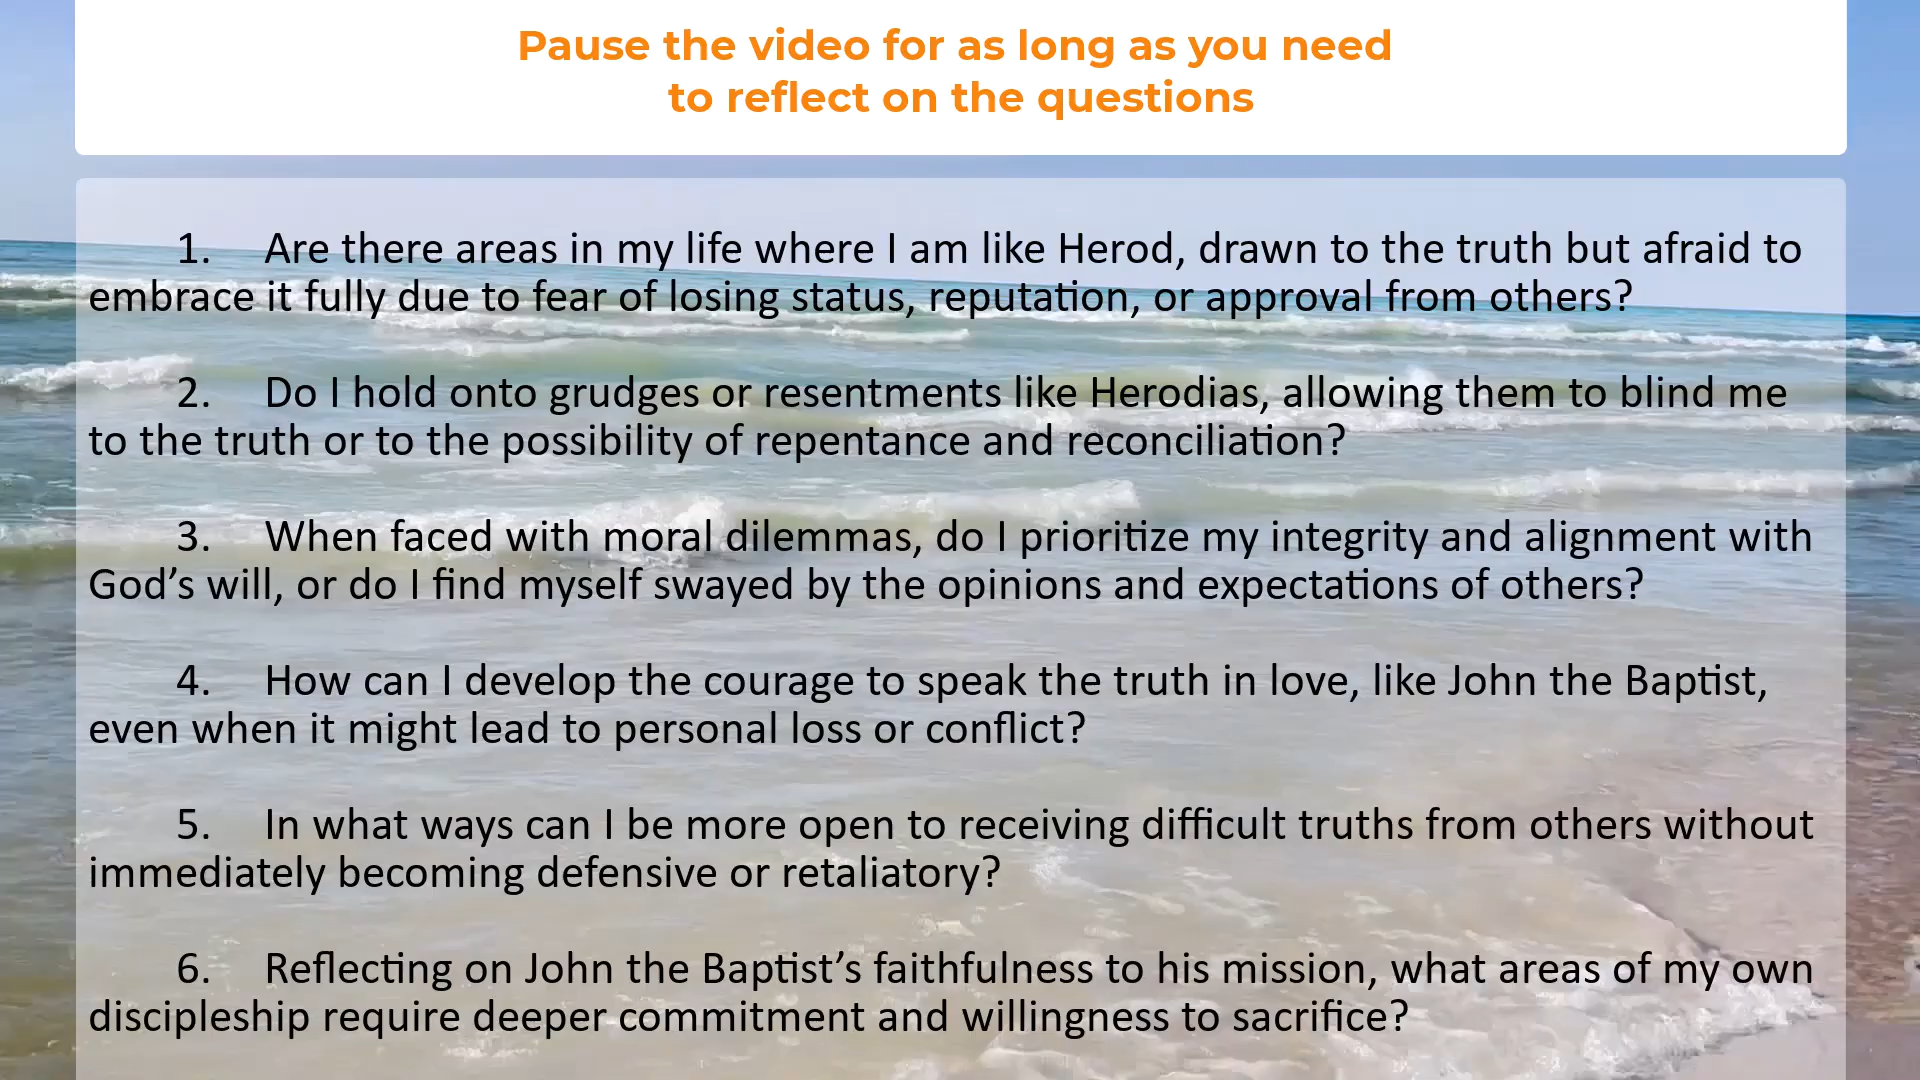 Pause the video for as long as you need
to reflect on the questions
1. Are there areas in my life where I am like Herod, drawn to the truth but afraid to
embrace it fully due to fear of losing status, reputation, or approval from others?
2. Do I hold onto grudges or resentments like Herodias, allowing them to blind me
to the truth or to the possibility of repentance and reconciliation?
3. When faced with moral dilemmas, do I prioritize my integrity and alignment with
God’s will, or do I find myself swayed by the opinions and expectations of others?
4. How can I develop the courage to speak the truth in love, like John the Baptist,
even when it might lead to personal loss or conflict?
5. In what ways can I be more open to receiving difficult truths from others without
immediately becoming defensive or retaliatory?
6. Reflecting on John the Baptist’s faithfulness to his mission, what areas of my own
discipleship require deeper commitment and willingness to sacrifice?